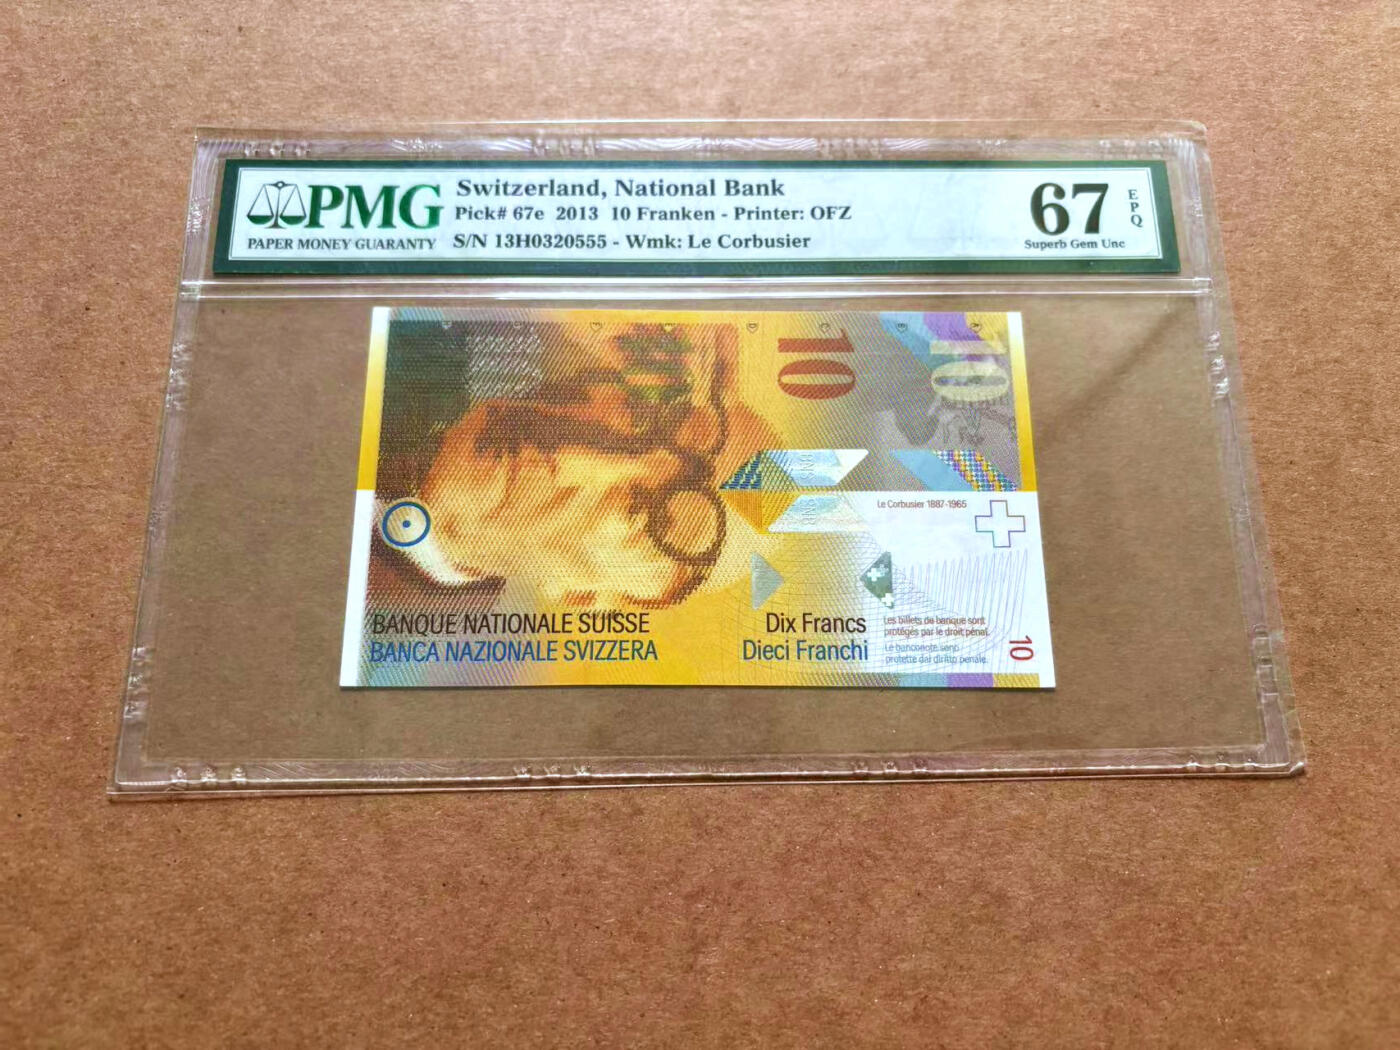 PMG
PAPER MONEY GUARANTY
Switzerland, National Bank
Pick# 67e 2013 10 Franken - Printer: OFZ
S/N 13H0320555 - Wmk: Le Corbusier
67
EPQ
Superb Gem Unc
10
10
BNS
SNB
Le Corbusier 1887-1965
BANQUE NATIONALE SUISSE
BANCA NAZIONALE SVIZZERA
Dix Francs
Dieci Franchi
Les billets de banque sont
protégés par le droit pénal.
Le banconote sono
protette dal diritto penale.
10